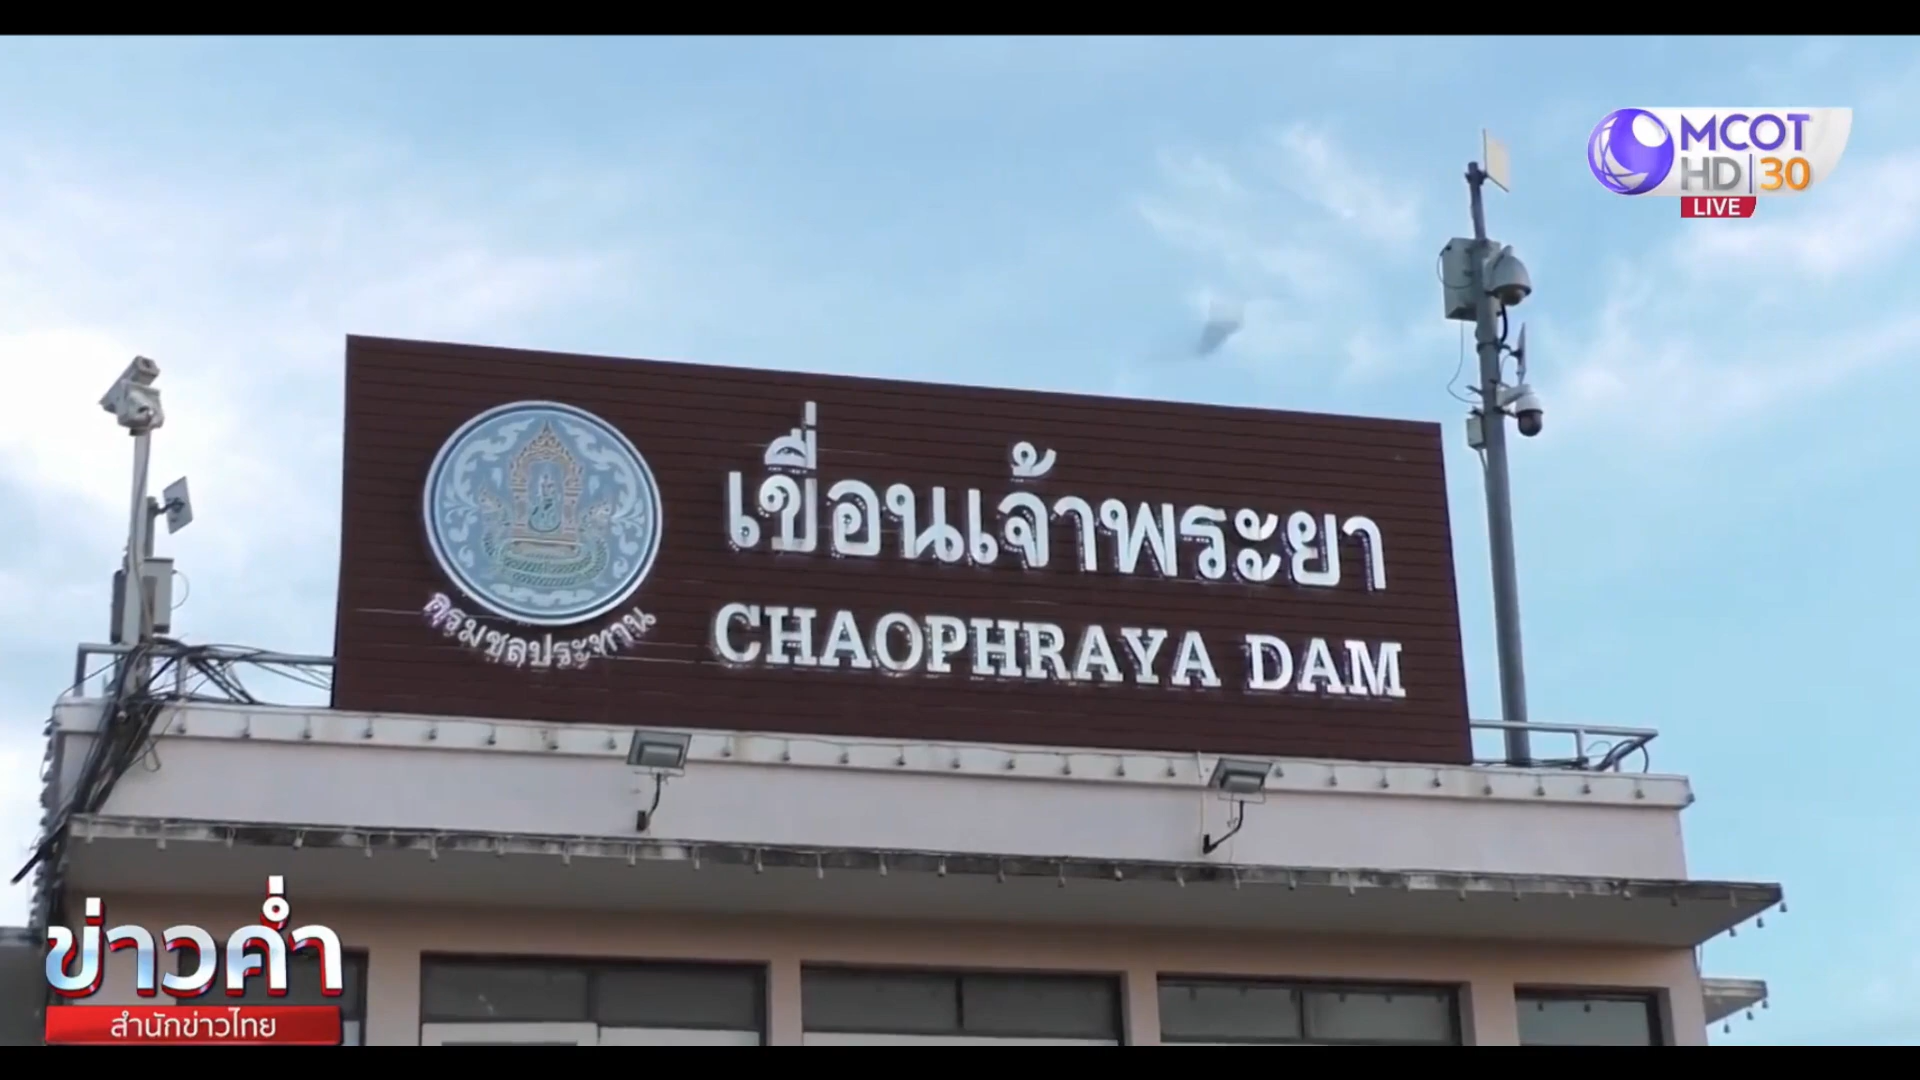 MCOT
HD 30
LIVE
เขื่อนเจ้าพระยา
CHAOPHRAYA DAM
กรมชลประทาน
ข่าวค่ำ
สำนักข่าวไทย